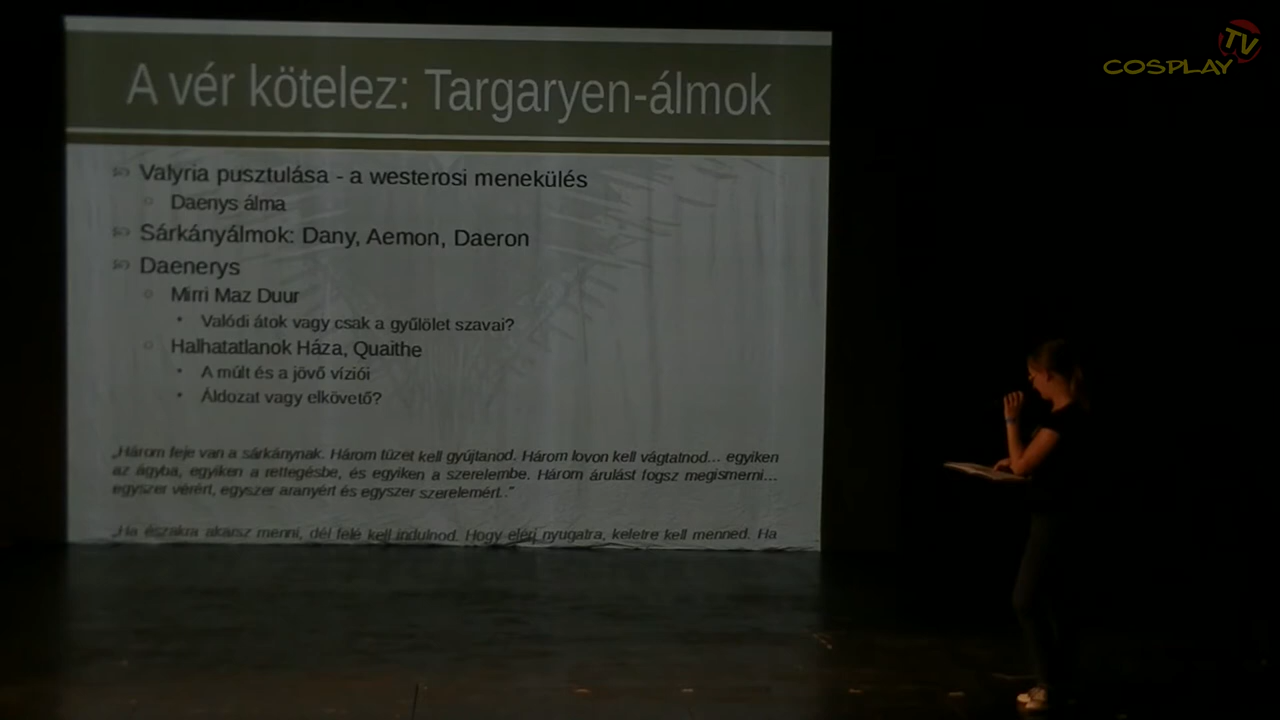 COSPLAY TV
A vér kötelez: Targaryen-álmok
Valyria pusztulása - a westerosi menekülés
Daenys álma
Sárkányálmok: Dany, Aemon, Daeron
Daenerys
Mirri Maz Duur
Valódi átok vagy csak a gyűlölet szavai?
Halhatatlanok Háza, Quaithe
A múlt és a jövő víziói
Áldozat vagy elkövető?
„Három feje van a sárkánynak. Három tüzet kell gyújtanod. Három lovon kell vágtatnod... egyiken
az ágyba, egyiken a rettegésbe, és egyiken a szerelembe. Három árulást fogsz megismerni...
egyszer vérért, egyszer aranyért és egyszer szerelemért..”
„Ha északra akarsz menni, dél felé kell indulnod. Hogy elérj nyugatra, keletre kell menned. Ha